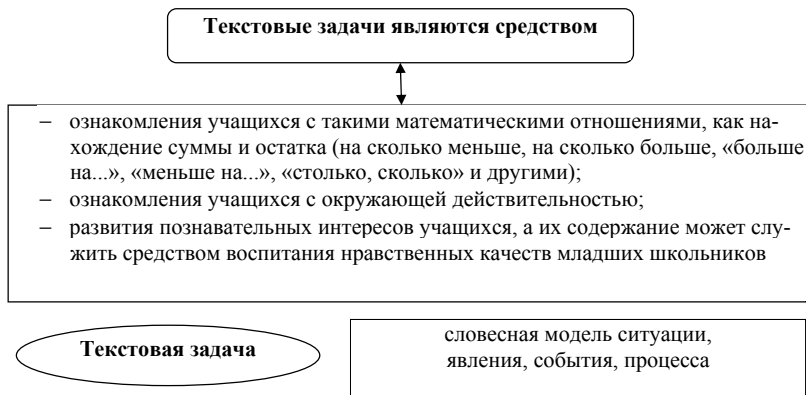 Текстовые задачи являются средством
– ознакомления учащихся с такими математическими отношениями, как на-
хождение суммы и остатка (на сколько меньше, на сколько больше, «больше
на...», «меньше на...», «столько, сколько» и другими);
– ознакомления учащихся с окружающей действительностью;
– развития познавательных интересов учащихся, а их содержание может слу-
жить средством воспитания нравственных качеств младших школьников
Текстовая задача
словесная модель ситуации,
явления, события, процесса